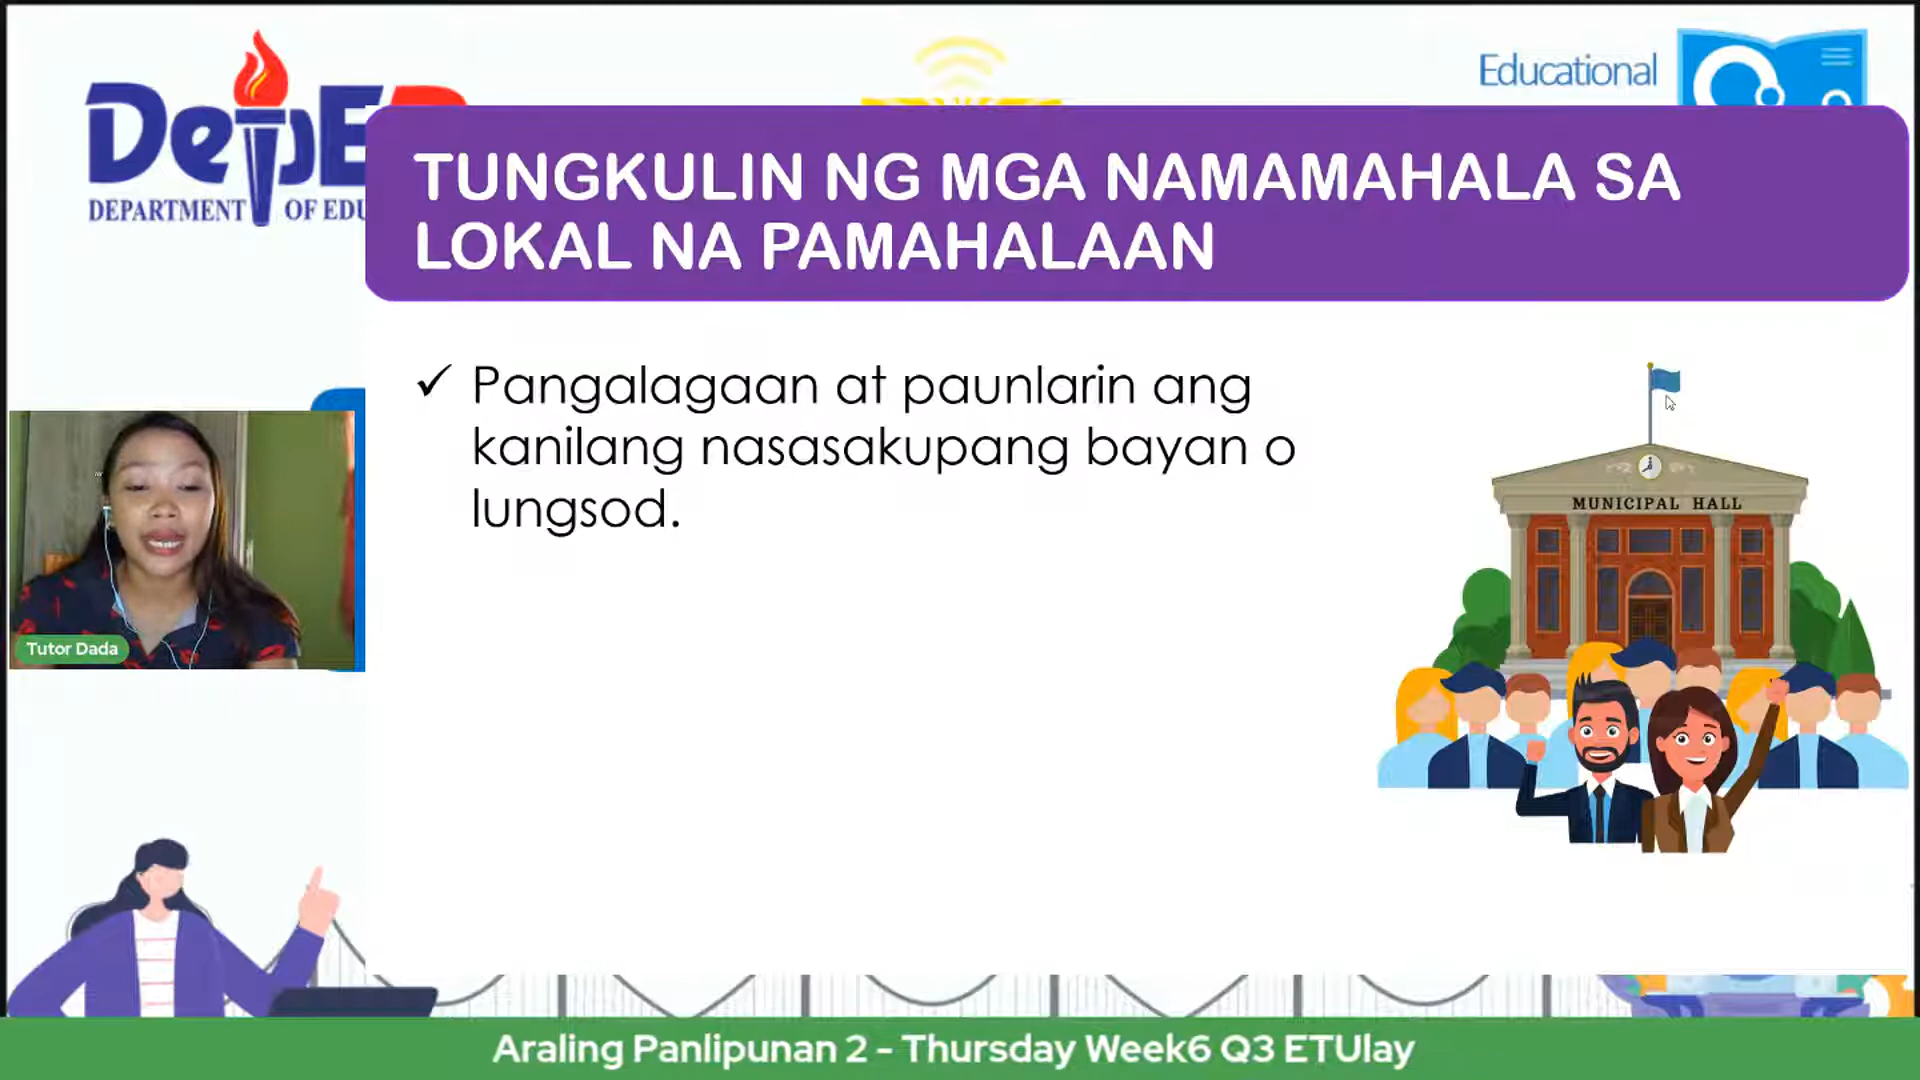 DepE
DEPARTMENT OF EDU
Educational
TUNGKULIN NG MGA NAMAMAHALA SA
LOKAL NA PAMAHALAAN
✓ Pangalagaan at paunlarin ang
kanilang nasasakupang bayan o
lungsod.
MUNICIPAL HALL
Tutor Dada
Araling Panlipunan 2 - Thursday Week6 Q3 ETUlay